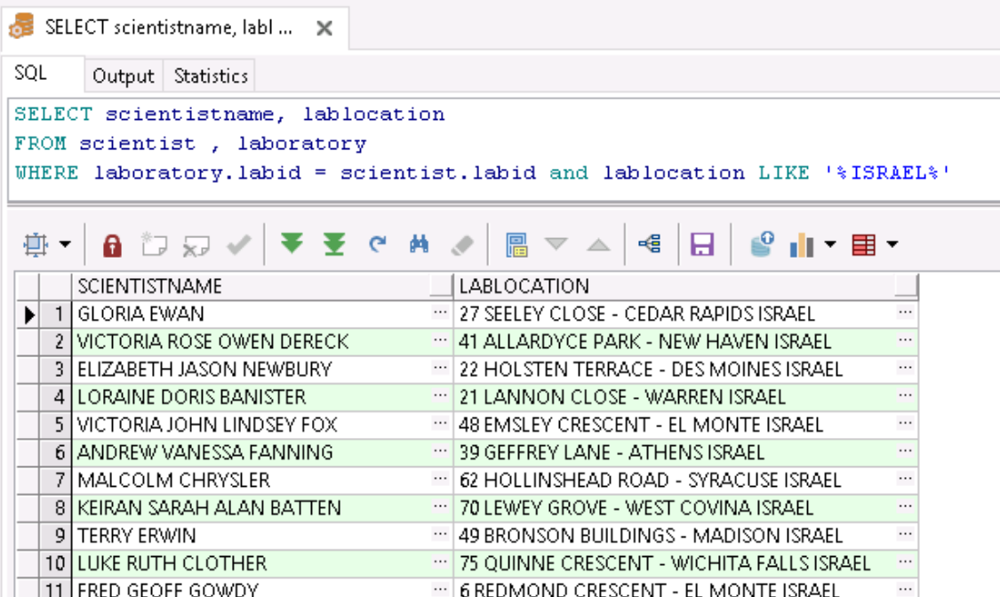 SELECT scientistname, labl ...
SQL Output Statistics
SELECT scientistname, lablocation
FROM scientist , laboratory
WHERE laboratory.labid = scientist.labid and lablocation LIKE '%ISRAEL%'
SCIENTISTNAME LABLOCATION
1 GLORIA EWAN ... 27 SEELEY CLOSE - CEDAR RAPIDS ISRAEL ...
2 VICTORIA ROSE OWEN DERECK ... 41 ALLARDYCE PARK - NEW HAVEN ISRAEL ...
3 ELIZABETH JASON NEWBURY ... 22 HOLSTEN TERRACE - DES MOINES ISRAEL ...
4 LORAINE DORIS BANISTER ... 21 LANNON CLOSE - WARREN ISRAEL ...
5 VICTORIA JOHN LINDSEY FOX ... 48 EMSLEY CRESCENT - EL MONTE ISRAEL ...
6 ANDREW VANESSA FANNING ... 39 GEFFREY LANE - ATHENS ISRAEL ...
7 MALCOLM CHRYSLER ... 62 HOLLINSHEAD ROAD - SYRACUSE ISRAEL ...
8 KEIRAN SARAH ALAN BATTEN ... 70 LEWEY GROVE - WEST COVINA ISRAEL ...
9 TERRY ERWIN ... 49 BRONSON BUILDINGS - MADISON ISRAEL ...
10 LUKE RUTH CLOTHER ... 75 QUINNE CRESCENT - WICHITA FALLS ISRAEL ...
11 FRED GEOFF GOWDY ... 6 REDMOND CRESCENT - EL MONTE ISRAEL ...